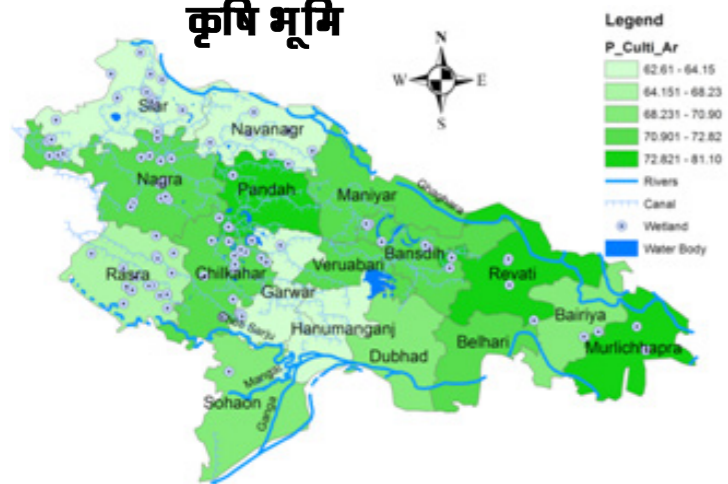 कृषि भूमि
N
W E
S
Legend
P_Culti_Ar
62.61 - 64.15
64.151 - 68.23
68.231 - 70.90
70.901 - 72.82
72.821 - 81.10
Rivers
Canal
Wetland
Water Body
Siar
Navanagr
Nagra
Pandah
Maniyar
Ghaghara
Rasra
Chilkahar
Veruabari
Bansdih
Revati
Garwar
Hanumanganj
Bairiya
Dubhad
Belhari
Murlichhapra
Sohaon
Mangai
Ganga